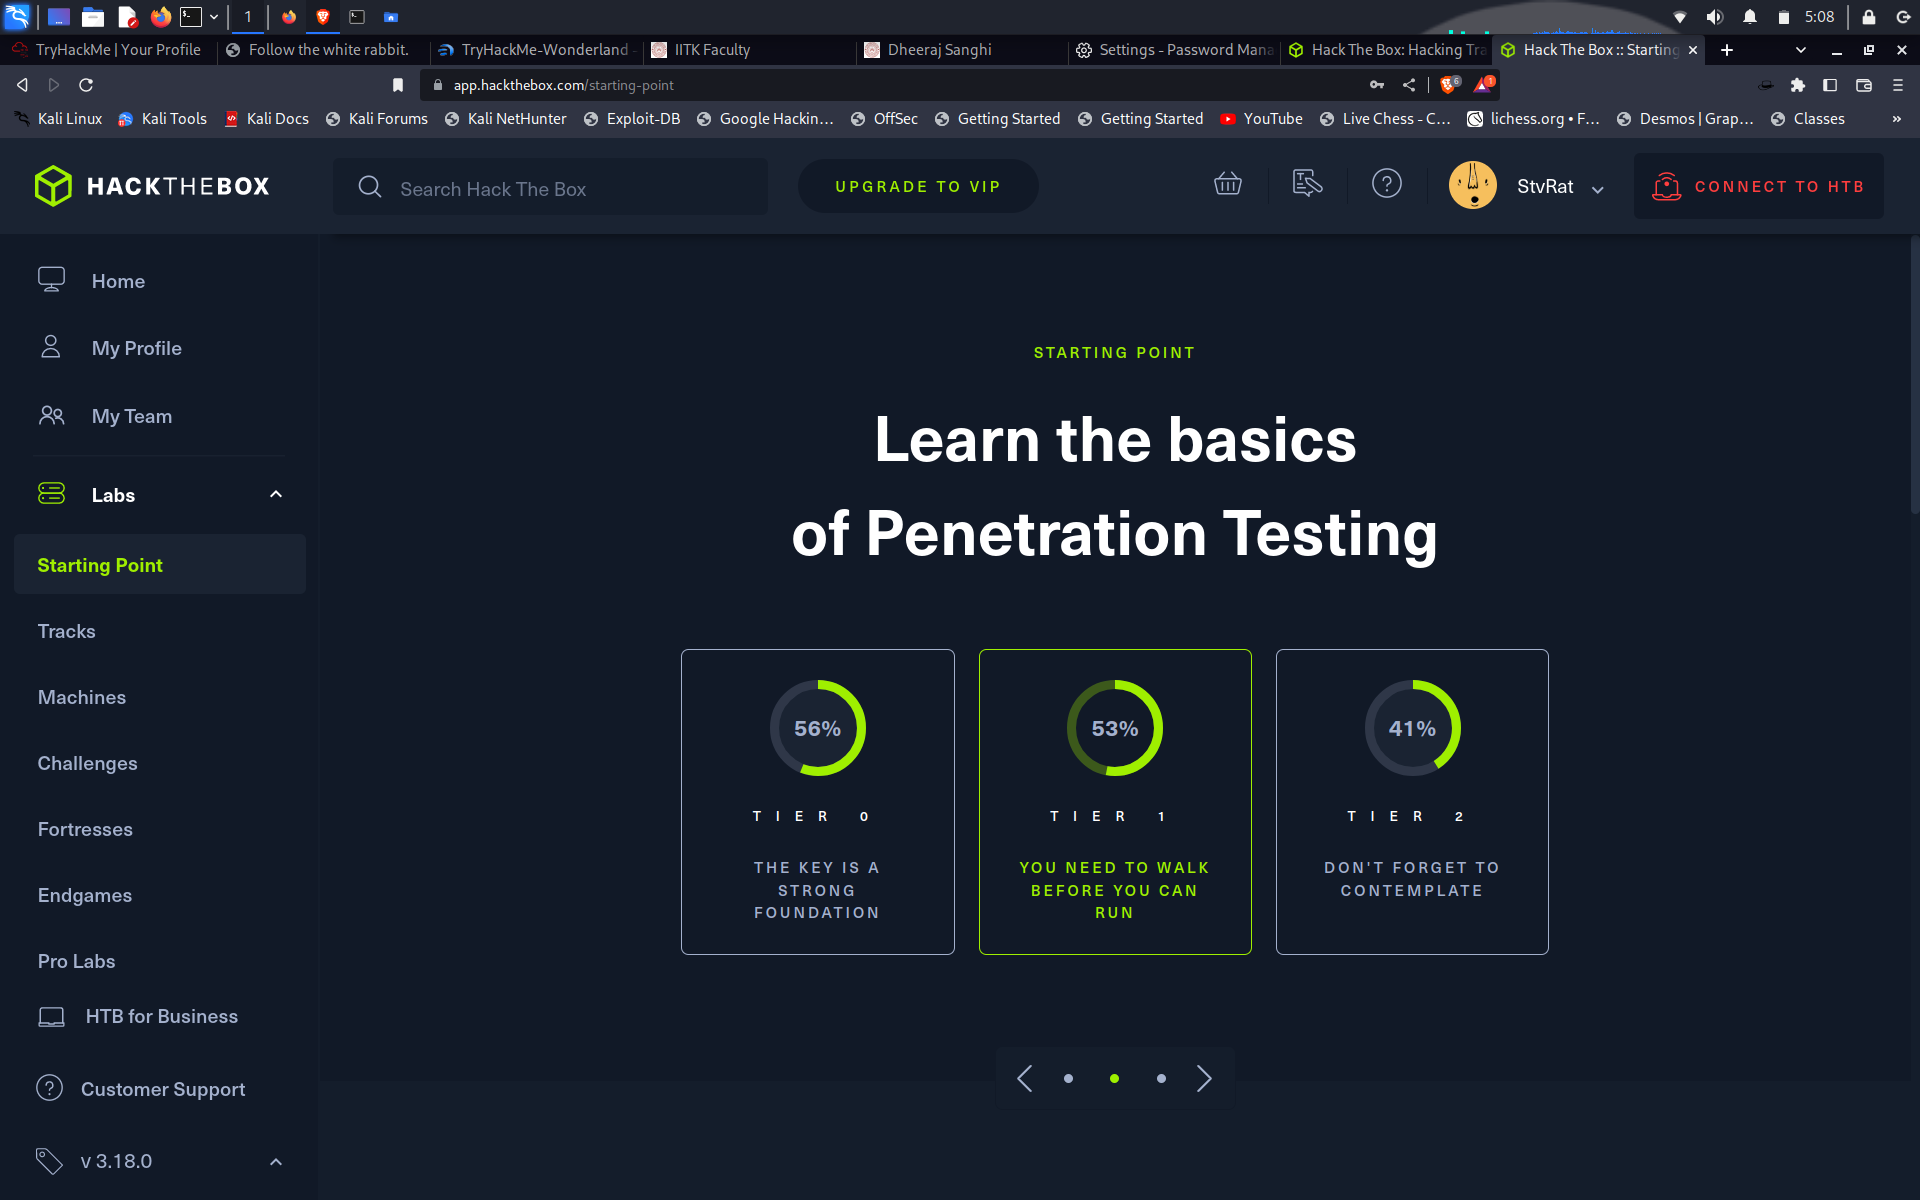 1
5:08
TryHackMe | Your Profile
Follow the white rabbit.
TryHackMe-Wonderland -
IITK Faculty
Dheeraj Sanghi
Settings - Password Mana
Hack The Box: Hacking Tra
Hack The Box :: Starting
app.hackthebox.com/starting-point
6
1
Kali Linux
Kali Tools
Kali Docs
Kali Forums
Kali NetHunter
Exploit-DB
Google Hackin…
OffSec
Getting Started
Getting Started
YouTube
Live Chess - C…
lichess.org • F…
Desmos | Grap…
Classes
»
HACKTHEBOX
Search Hack The Box
UPGRADE TO VIP
StvRat
CONNECT TO HTB
Home
My Profile
My Team
Labs
Starting Point
Tracks
Machines
Challenges
Fortresses
Endgames
Pro Labs
HTB for Business
Customer Support
v 3.18.0
STARTING POINT
Learn the basics
of Penetration Testing
56%
TIER 0
THE KEY IS A
STRONG
FOUNDATION
53%
TIER 1
YOU NEED TO WALK
BEFORE YOU CAN
RUN
41%
TIER 2
DON'T FORGET TO
CONTEMPLATE